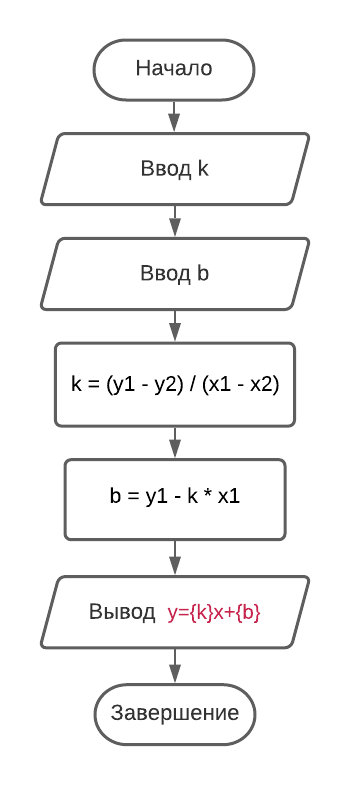 Начало
Ввод k
Ввод b
k = (y1 - y2) / (x1 - x2)
b = y1 - k * x1
Вывод y={k}x+{b}
Завершение